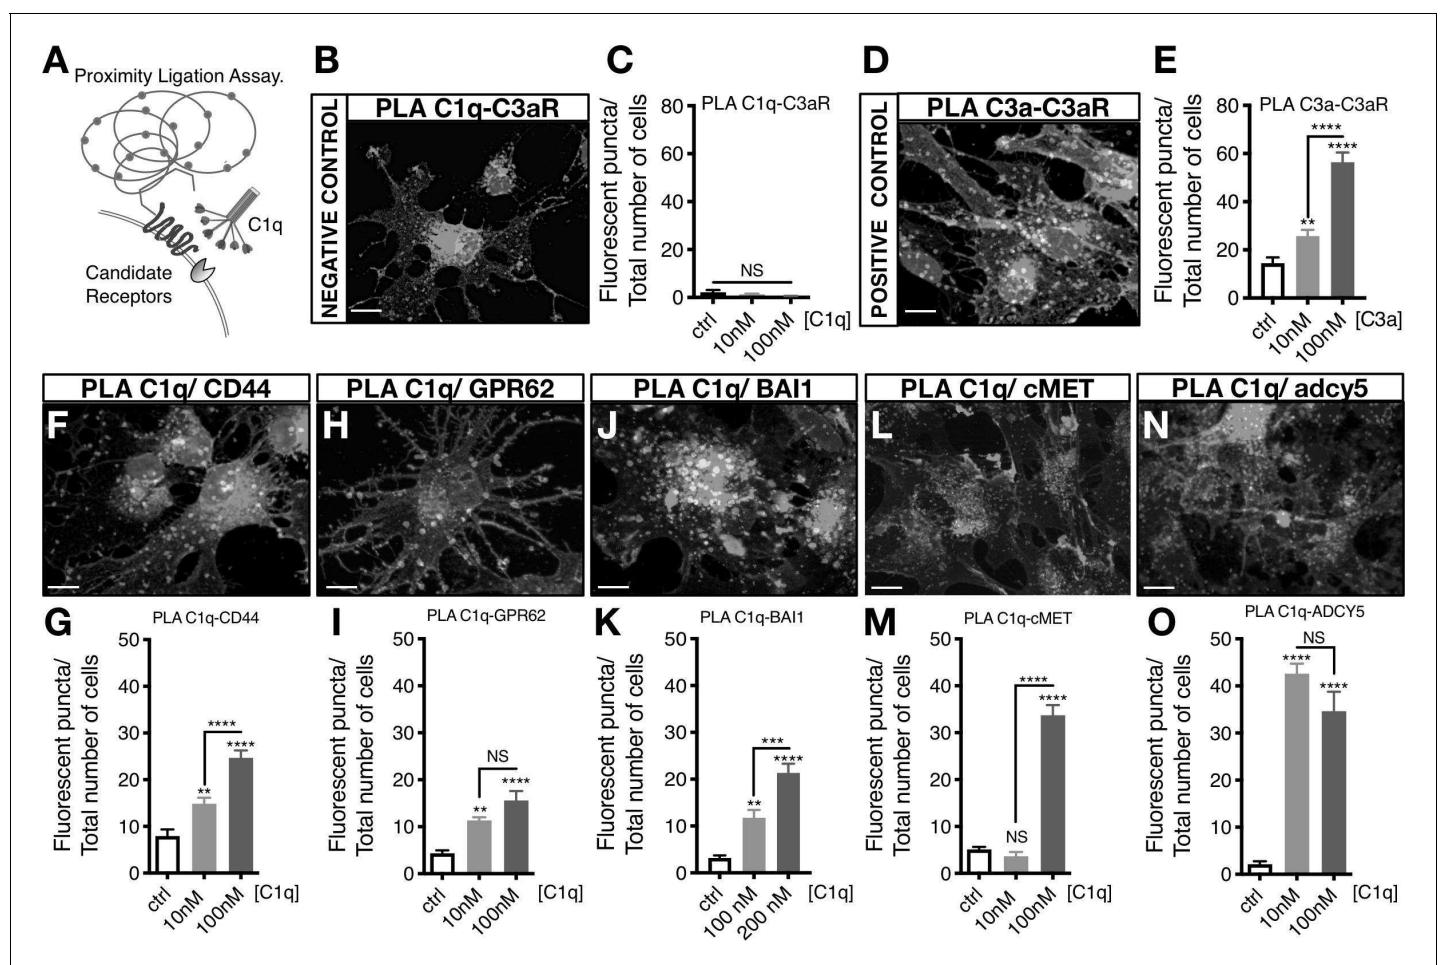 A
Proximity Ligation Assay.
C1q
Candidate
Receptors
B
NEGATIVE CONTROL
PLA C1q-C3aR
C
PLA C1q-C3aR
Fluorescent puncta/
Total number of cells
80
60
40
20
0
NS
ctrl
10nM
100nM
[C1q]
D
POSITIVE CONTROL
PLA C3a-C3aR
E
PLA C3a-C3aR
Fluorescent puncta/
Total number of cells
80
60
40
20
0
****
****
**
ctrl
10nM
100nM
[C3a]
PLA C1q/ CD44
F
PLA C1q/ GPR62
H
PLA C1q/ BAI1
J
PLA C1q/ cMET
L
PLA C1q/ adcy5
N
G
PLA C1q-CD44
Fluorescent puncta/
Total number of cells
50
40
30
20
10
0
****
****
**
ctrl
10nM
100nM
[C1q]
I
PLA C1q-GPR62
Fluorescent puncta/
Total number of cells
50
40
30
20
10
0
NS
****
**
ctrl
10nM
100nM
[C1q]
K
PLA C1q-BAI1
Fluorescent puncta/
Total number of cells
50
40
30
20
10
0
***
****
**
ctrl
100 nM
200 nM
[C1q]
M
PLA C1q-cMET
Fluorescent puncta/
Total number of cells
50
40
30
20
10
0
****
****
NS
ctrl
10nM
100nM
[C1q]
O
PLA C1q-ADCY5
Fluorescent puncta/
Total number of cells
50
40
30
20
10
0
NS
****
****
ctrl
10nM
100nM
[C1q]